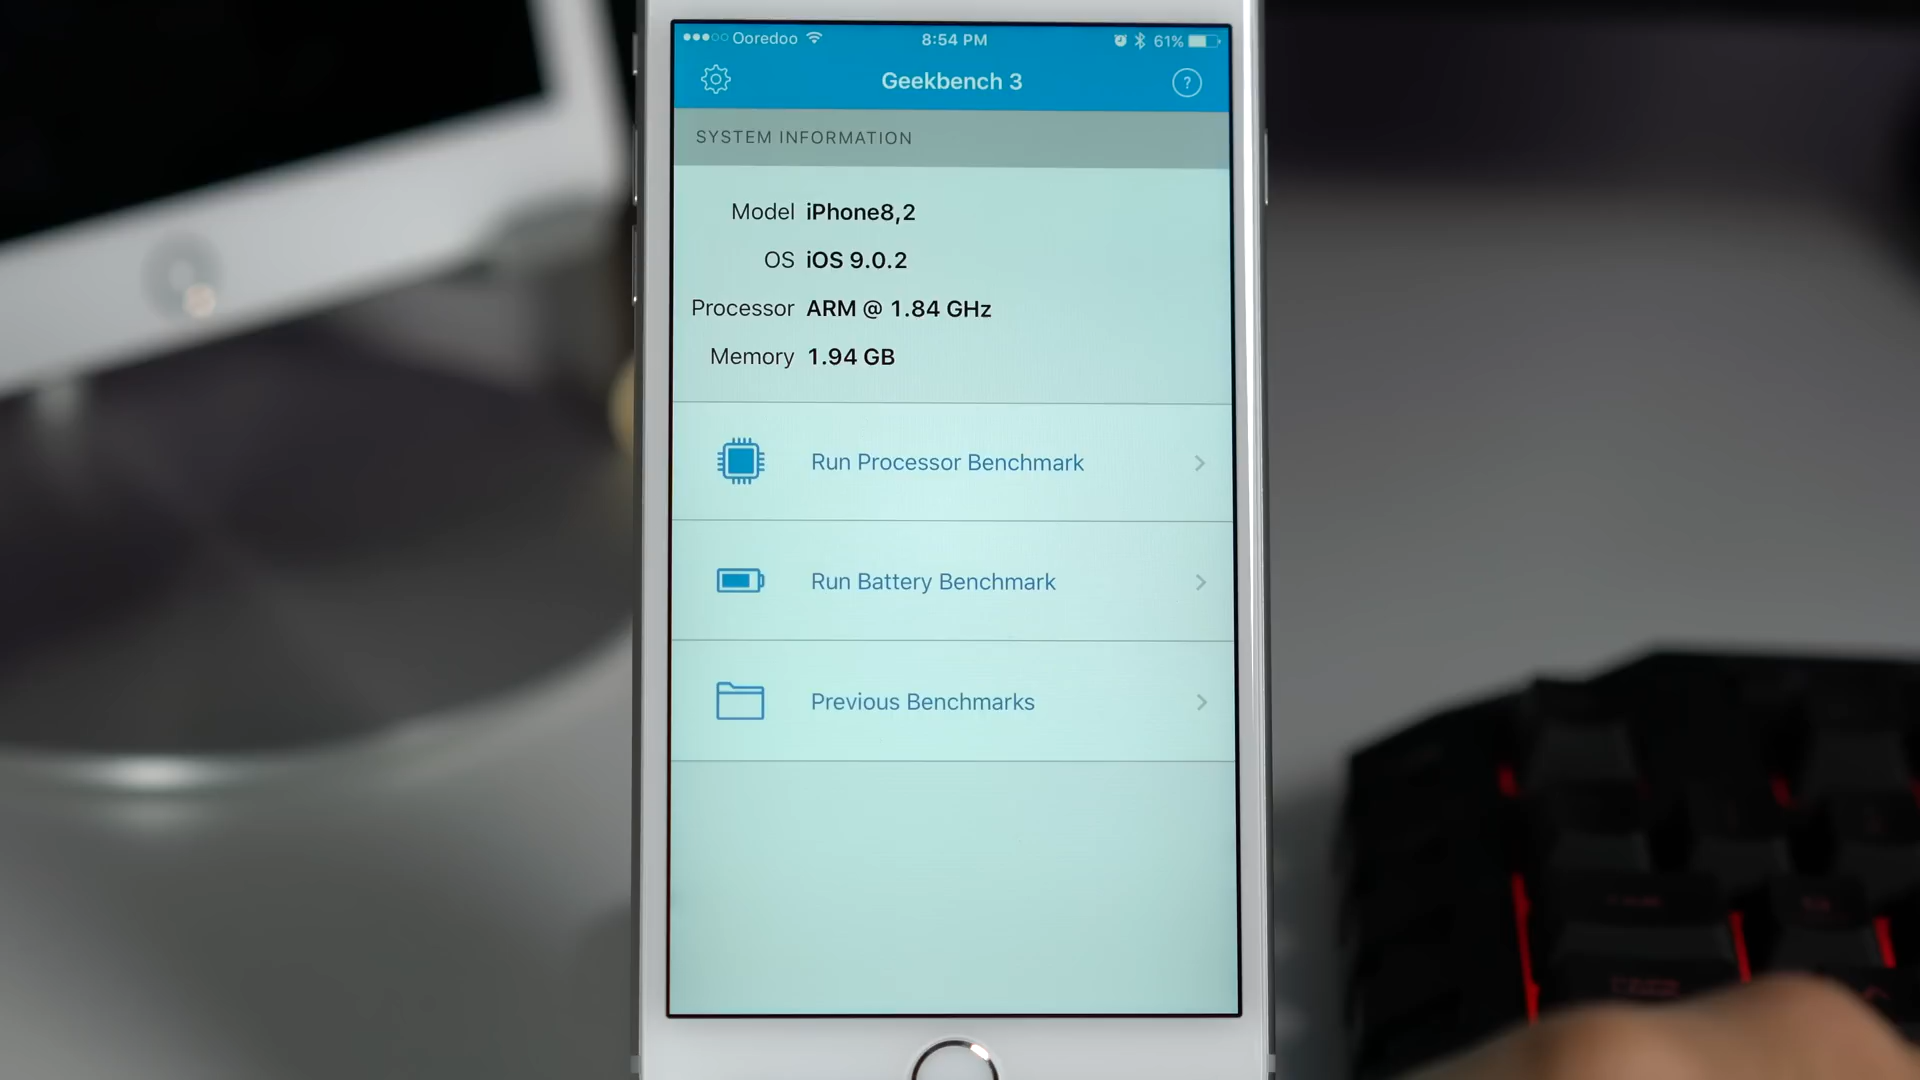 Ooredoo 8:54 PM 61%
Geekbench 3 ?
SYSTEM INFORMATION
Model iPhone8,2
OS iOS 9.0.2
Processor ARM @ 1.84 GHz
Memory 1.94 GB
Run Processor Benchmark
Run Battery Benchmark
Previous Benchmarks